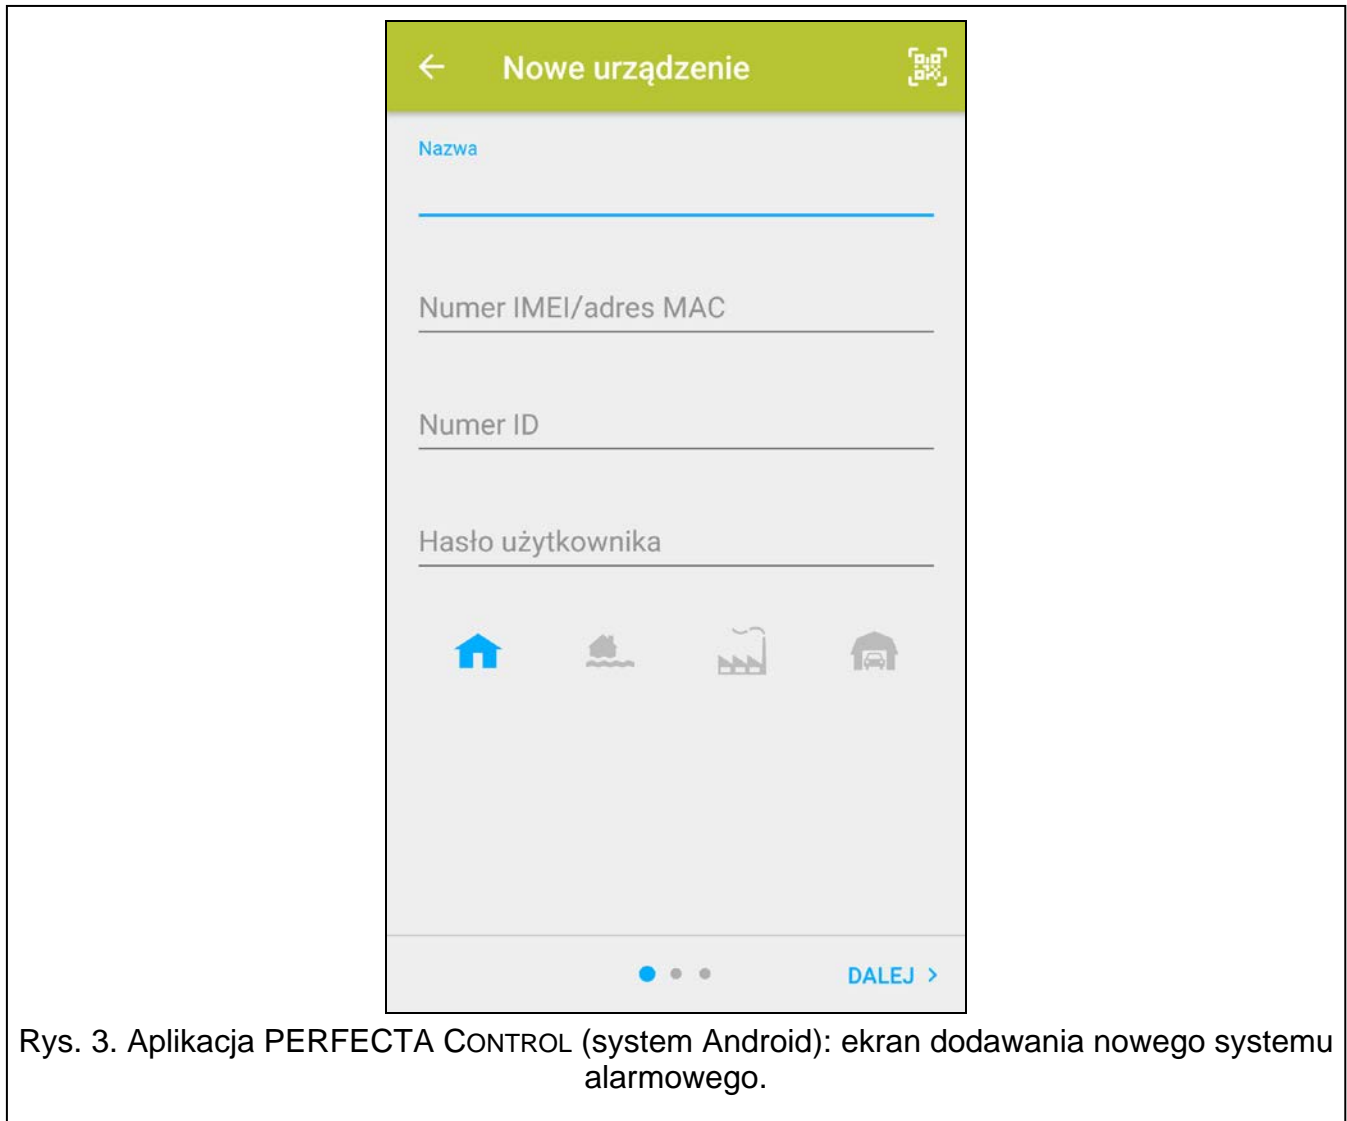 Nowe urządzenie
Nazwa
Numer IMEI/adres MAC
Numer ID
Hasło użytkownika
DALEJ >
Rys. 3. Aplikacja PERFECTA CONTROL (system Android): ekran dodawania nowego systemu
alarmowego.